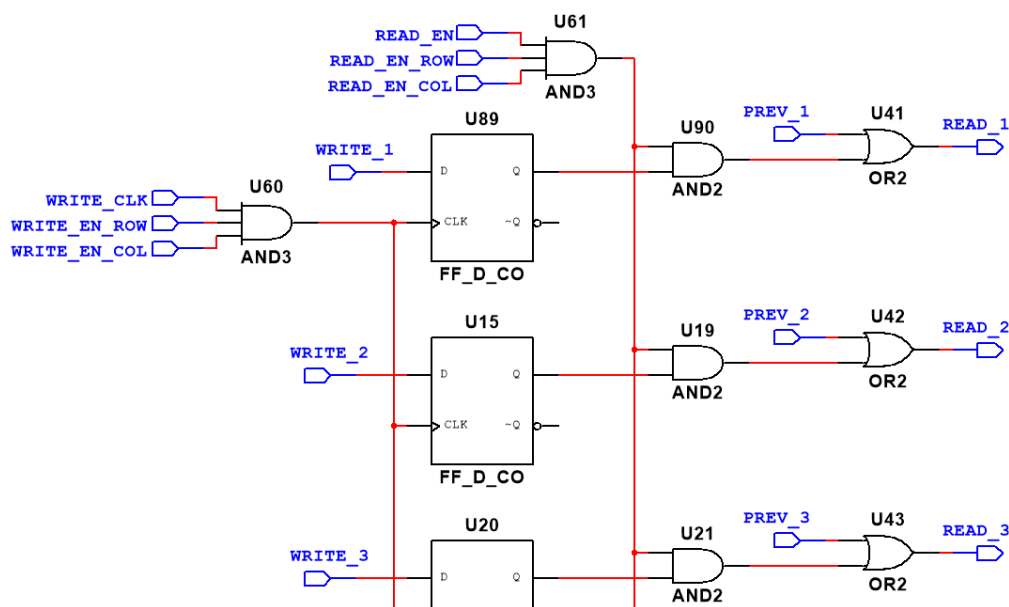 U61
READ_EN
READ_EN_ROW
READ_EN_COL
AND3
U89
WRITE_1
D
Q
CLK
~Q
FF_D_CO
U90
AND2
PREV_1
U41
READ_1
OR2
U60
WRITE_CLK
WRITE_EN_ROW
WRITE_EN_COL
AND3
U15
WRITE_2
D
Q
CLK
~Q
FF_D_CO
U19
AND2
PREV_2
U42
READ_2
OR2
U20
WRITE_3
D
Q
U21
AND2
PREV_3
U43
READ_3
OR2